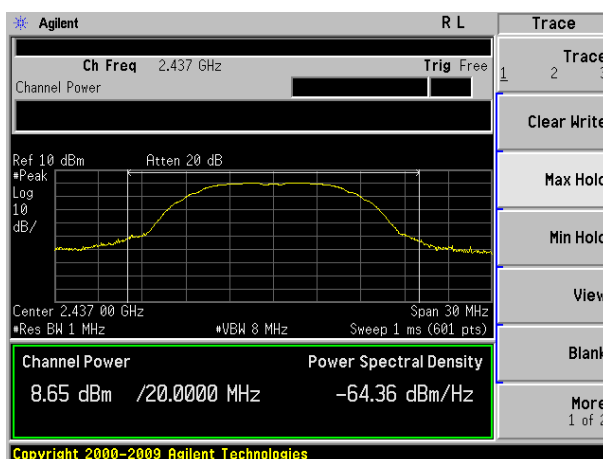 Agilent R L Trace
Ch Freq 2.437 GHz Trig Free
Channel Power
Trace
1 2
Clear Write
Ref 10 dBm Atten 20 dB
#Peak
Log
10
dB/
Max Hold
Min Hold
Center 2.437 00 GHz Span 30 MHz
#Res BW 1 MHz #VBW 8 MHz Sweep 1 ms (601 pts)
View
Channel Power Power Spectral Density
8.65 dBm /20.0000 MHz -64.36 dBm/Hz
Blank
More
1 of 2
Copyright 2000-2009 Agilent Technologies